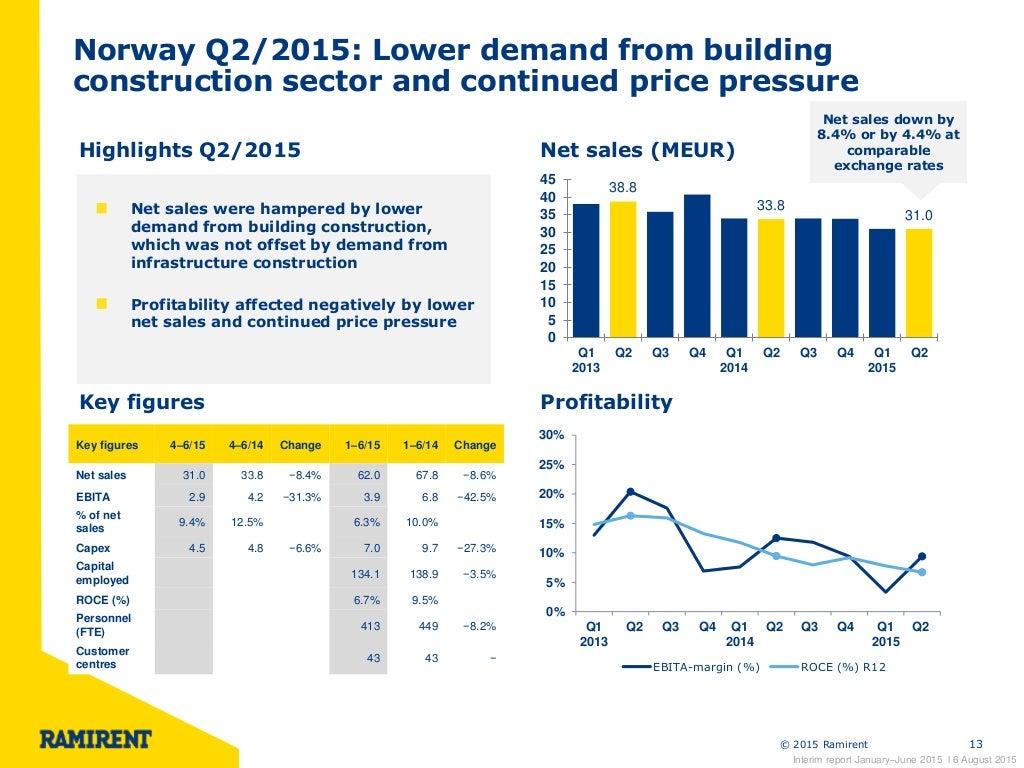 Norway Q2/2015: Lower demand from building
construction sector and continued price pressure
Net sales down by
8.4% or by 4.4% at
comparable
exchange rates
Highlights Q2/2015
Net sales were hampered by lower
demand from building construction,
which was not offset by demand from
infrastructure construction
Profitability affected negatively by lower
net sales and continued price pressure
Net sales (MEUR)
45
40
35
30
25
20
15
10
5
0
38.8
33.8
31.0
Q1 Q2 Q3 Q4 Q1 Q2 Q3 Q4 Q1 Q2
2013 2014 2015
Key figures
Key figures 4–6/15 4–6/14 Change 1–6/15 1–6/14 Change
Net sales 31.0 33.8 −8.4% 62.0 67.8 −8.6%
EBITA 2.9 4.2 −31.3% 3.9 6.8 −42.5%
% of net
sales 9.4% 12.5% 6.3% 10.0%
Capex 4.5 4.8 −6.6% 7.0 9.7 −27.3%
Capital
employed 134.1 138.9 −3.5%
ROCE (%) 6.7% 9.5%
Personnel
(FTE) 413 449 −8.2%
Customer
centres 43 43 −
Profitability
30%
25%
20%
15%
10%
5%
0%
Q1 Q2 Q3 Q4 Q1 Q2 Q3 Q4 Q1 Q2
2013 2014 2015
EBITA-margin (%) ROCE (%) R12
RAMIRENT
© 2015 Ramirent 13
Interim report January–June 2015 I 6 August 2015